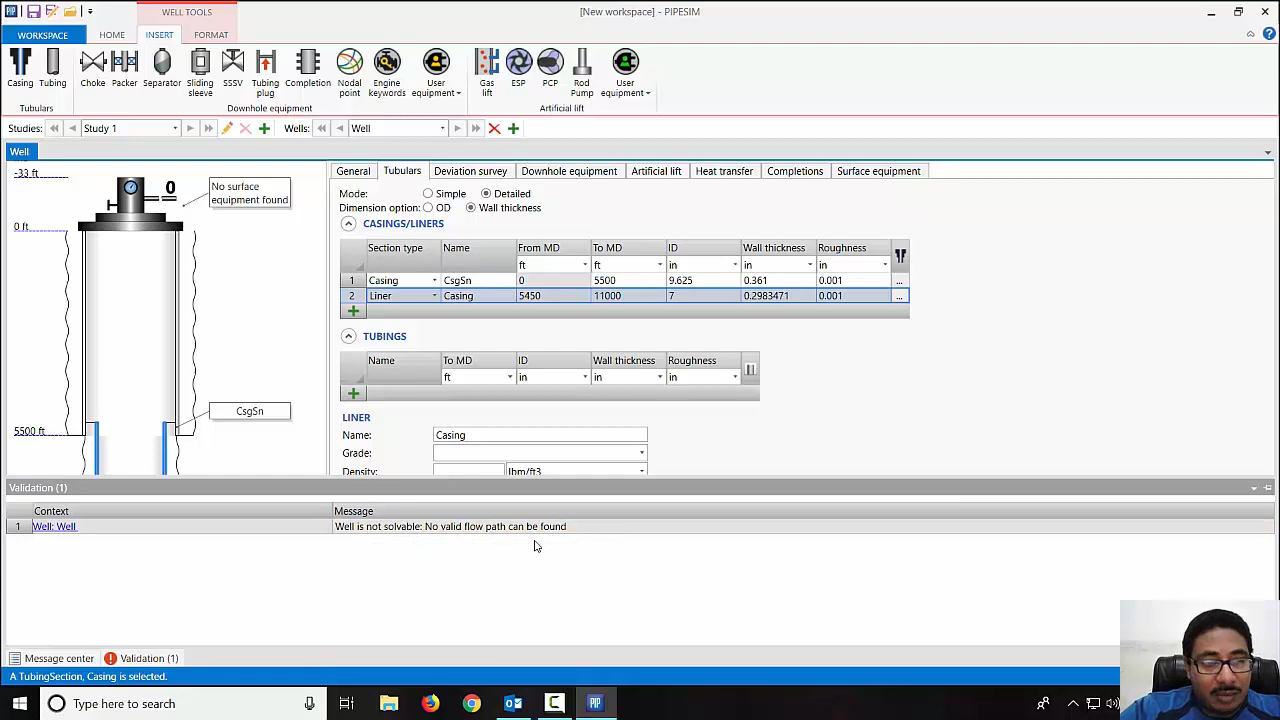 PIP
WELL TOOLS
[New workspace] - PIPESIM
WORKSPACE HOME INSERT FORMAT
Casing Tubing Choke Packer Separator Sliding sleeve SSSV Tubing plug Completion Nodal point Engine keywords User equipment Gas lift ESP PCP Rod Pump User equipment
Tubulars Downhole equipment Artificial lift
Studies: Study 1 Wells: Well
Well
General Tubulars Deviation survey Downhole equipment Artificial lift Heat transfer Completions Surface equipment
-33 ft
0
No surface equipment found
0 ft
CsgSn
5500 ft
Mode: Simple Detailed
Dimension option: OD Wall thickness
CASINGS/LINERS
Section type Name From MD To MD ID Wall thickness Roughness
ft ft in in in
1 Casing CsgSn 0 5500 9.625 0.361 0.001 ...
2 Liner Casing 5450 11000 7 0.2983471 0.001 ...
TUBINGS
Name To MD ID Wall thickness Roughness
ft in in in
LINER
Name: Casing
Grade:
Density: lbm/ft3
Validation (1)
Context Message
1 Well: Well Well is not solvable: No valid flow path can be found
Message center Validation (1)
A TubingSection, Casing is selected.
Type here to search
PIP